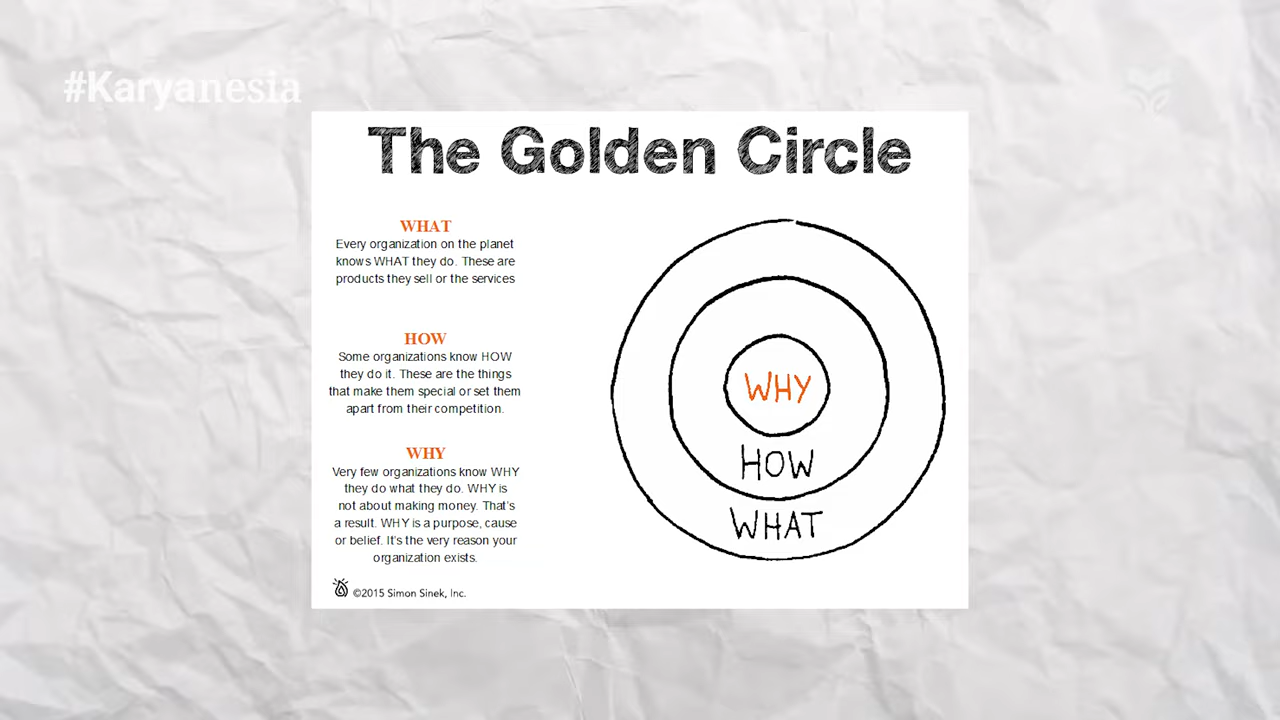 #Karyanesia
The Golden Circle
WHAT
Every organization on the planet
knows WHAT they do. These are
products they sell or the services
HOW
Some organizations know HOW
they do it. These are the things
that make them special or set them
apart from their competition.
WHY
Very few organizations know WHY
they do what they do. WHY is
not about making money. That's
a result. WHY is a purpose, cause
or belief. It's the very reason your
organization exists.
©2015 Simon Sinek, Inc.
WHY
HOW
WHAT